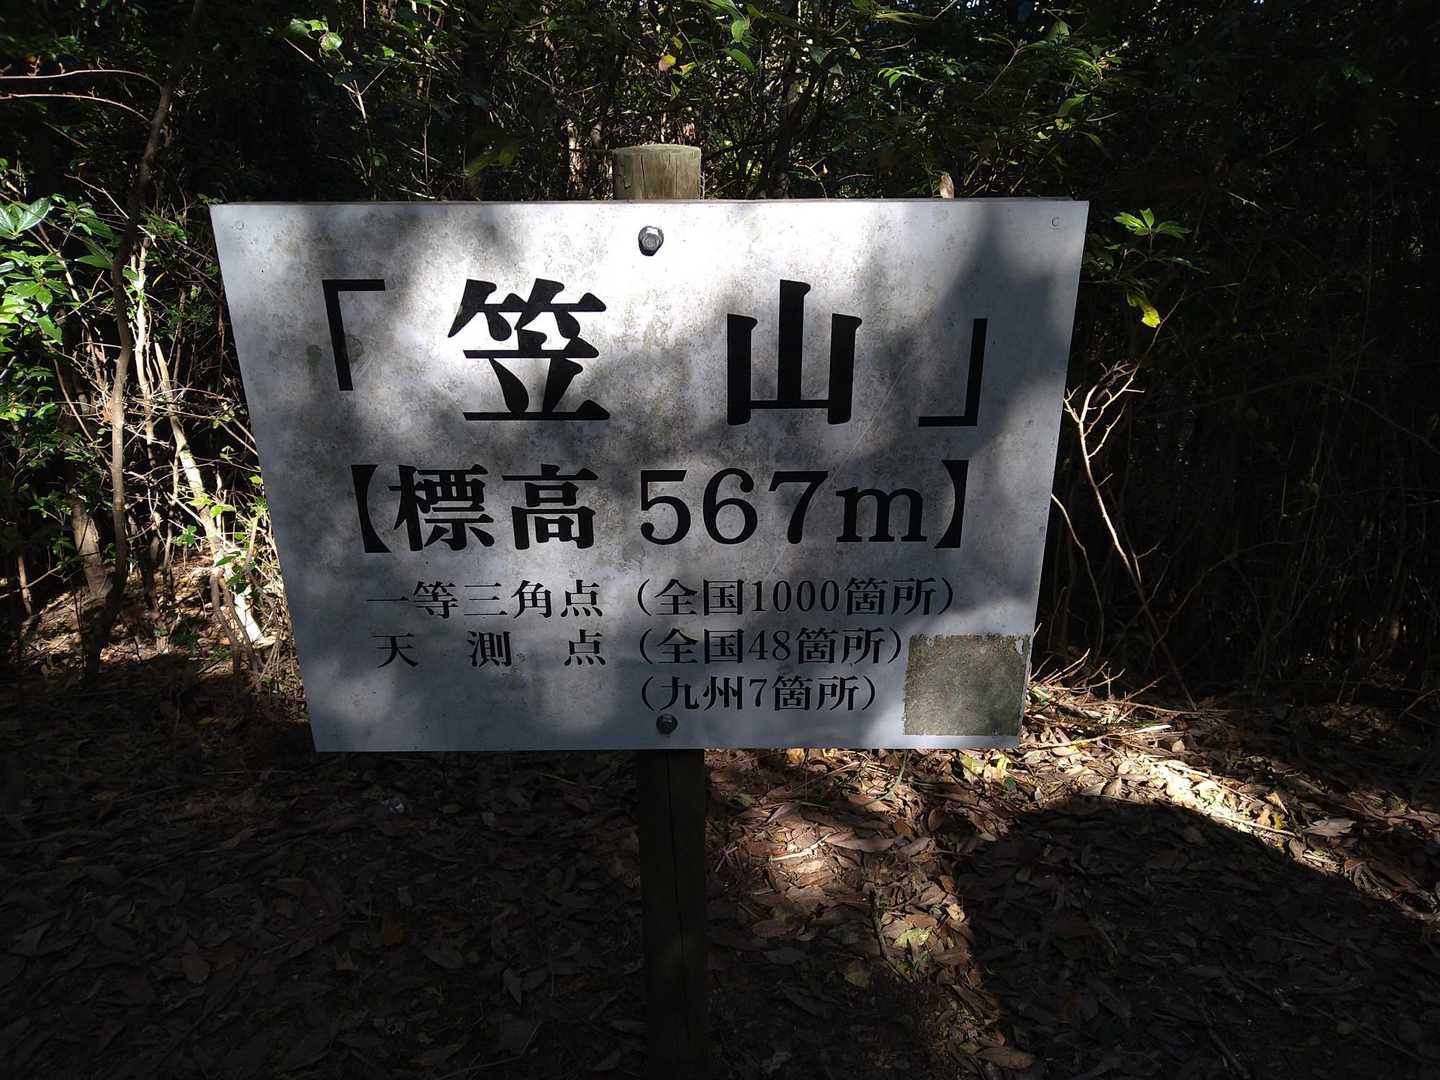 「笠山」
【標高 567m】
一等三角点（全国1000箇所）
天測点（全国48箇所）
（九州7箇所）